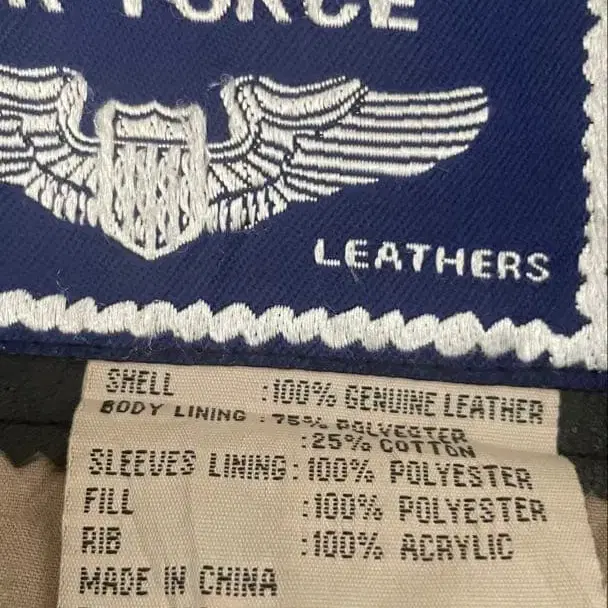 FORCE
LEATHERS
SHELL :100% GENUINE LEATHER
BODY LINING : 75% POLYESTER
:25% COTTON
SLEEVES LINING:100% POLYESTER
FILL :100% POLYESTER
RIB :100% ACRYLIC
MADE IN CHINA